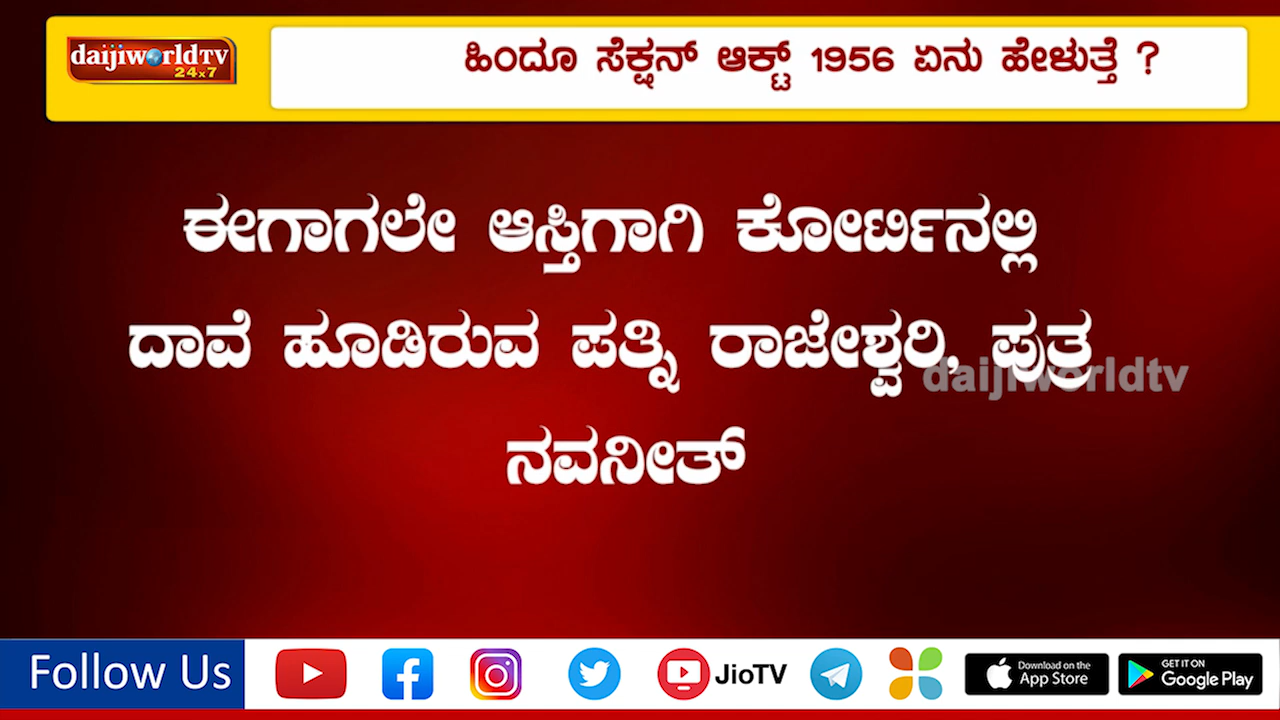 daijiworldTV
24x7
ಹಿಂದೂ ಸೆಕ್ಷನ್ ಆಕ್ಟ್ 1956 ಏನು ಹೇಳುತ್ತೆ ?
ಈಗಾಗಲೇ ಆಸ್ತಿಗಾಗಿ ಕೋರ್ಟಿನಲ್ಲಿ
ದಾವೆ ಹೂಡಿರುವ ಪತ್ನಿ ರಾಜೇಶ್ವರಿ, ಪುತ್ರ
daijiworldtv
ನವನೀತ್
Follow Us
JioTV
Download on the
App Store
GET IT ON
Google Play